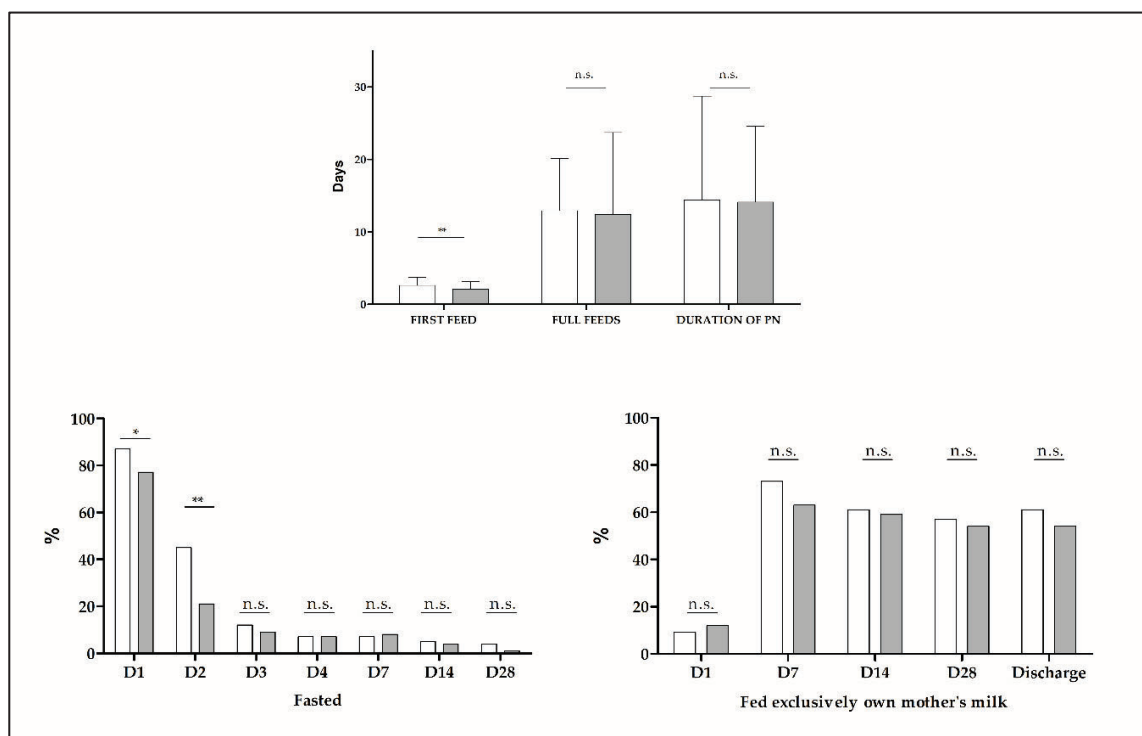 n.s. n.s.
30
20
Days
**
10
0
FIRST FEED FULL FEEDS DURATION OF PN
100
*
80
**
60
%
40
20
n.s. n.s. n.s. n.s. n.s.
0
D1 D2 D3 D4 D7 D14 D28
Fasted
100
80
n.s. n.s. n.s. n.s.
60
%
40
20
n.s.
0
D1 D7 D14 D28 Discharge
Fed exclusively own mother's milk